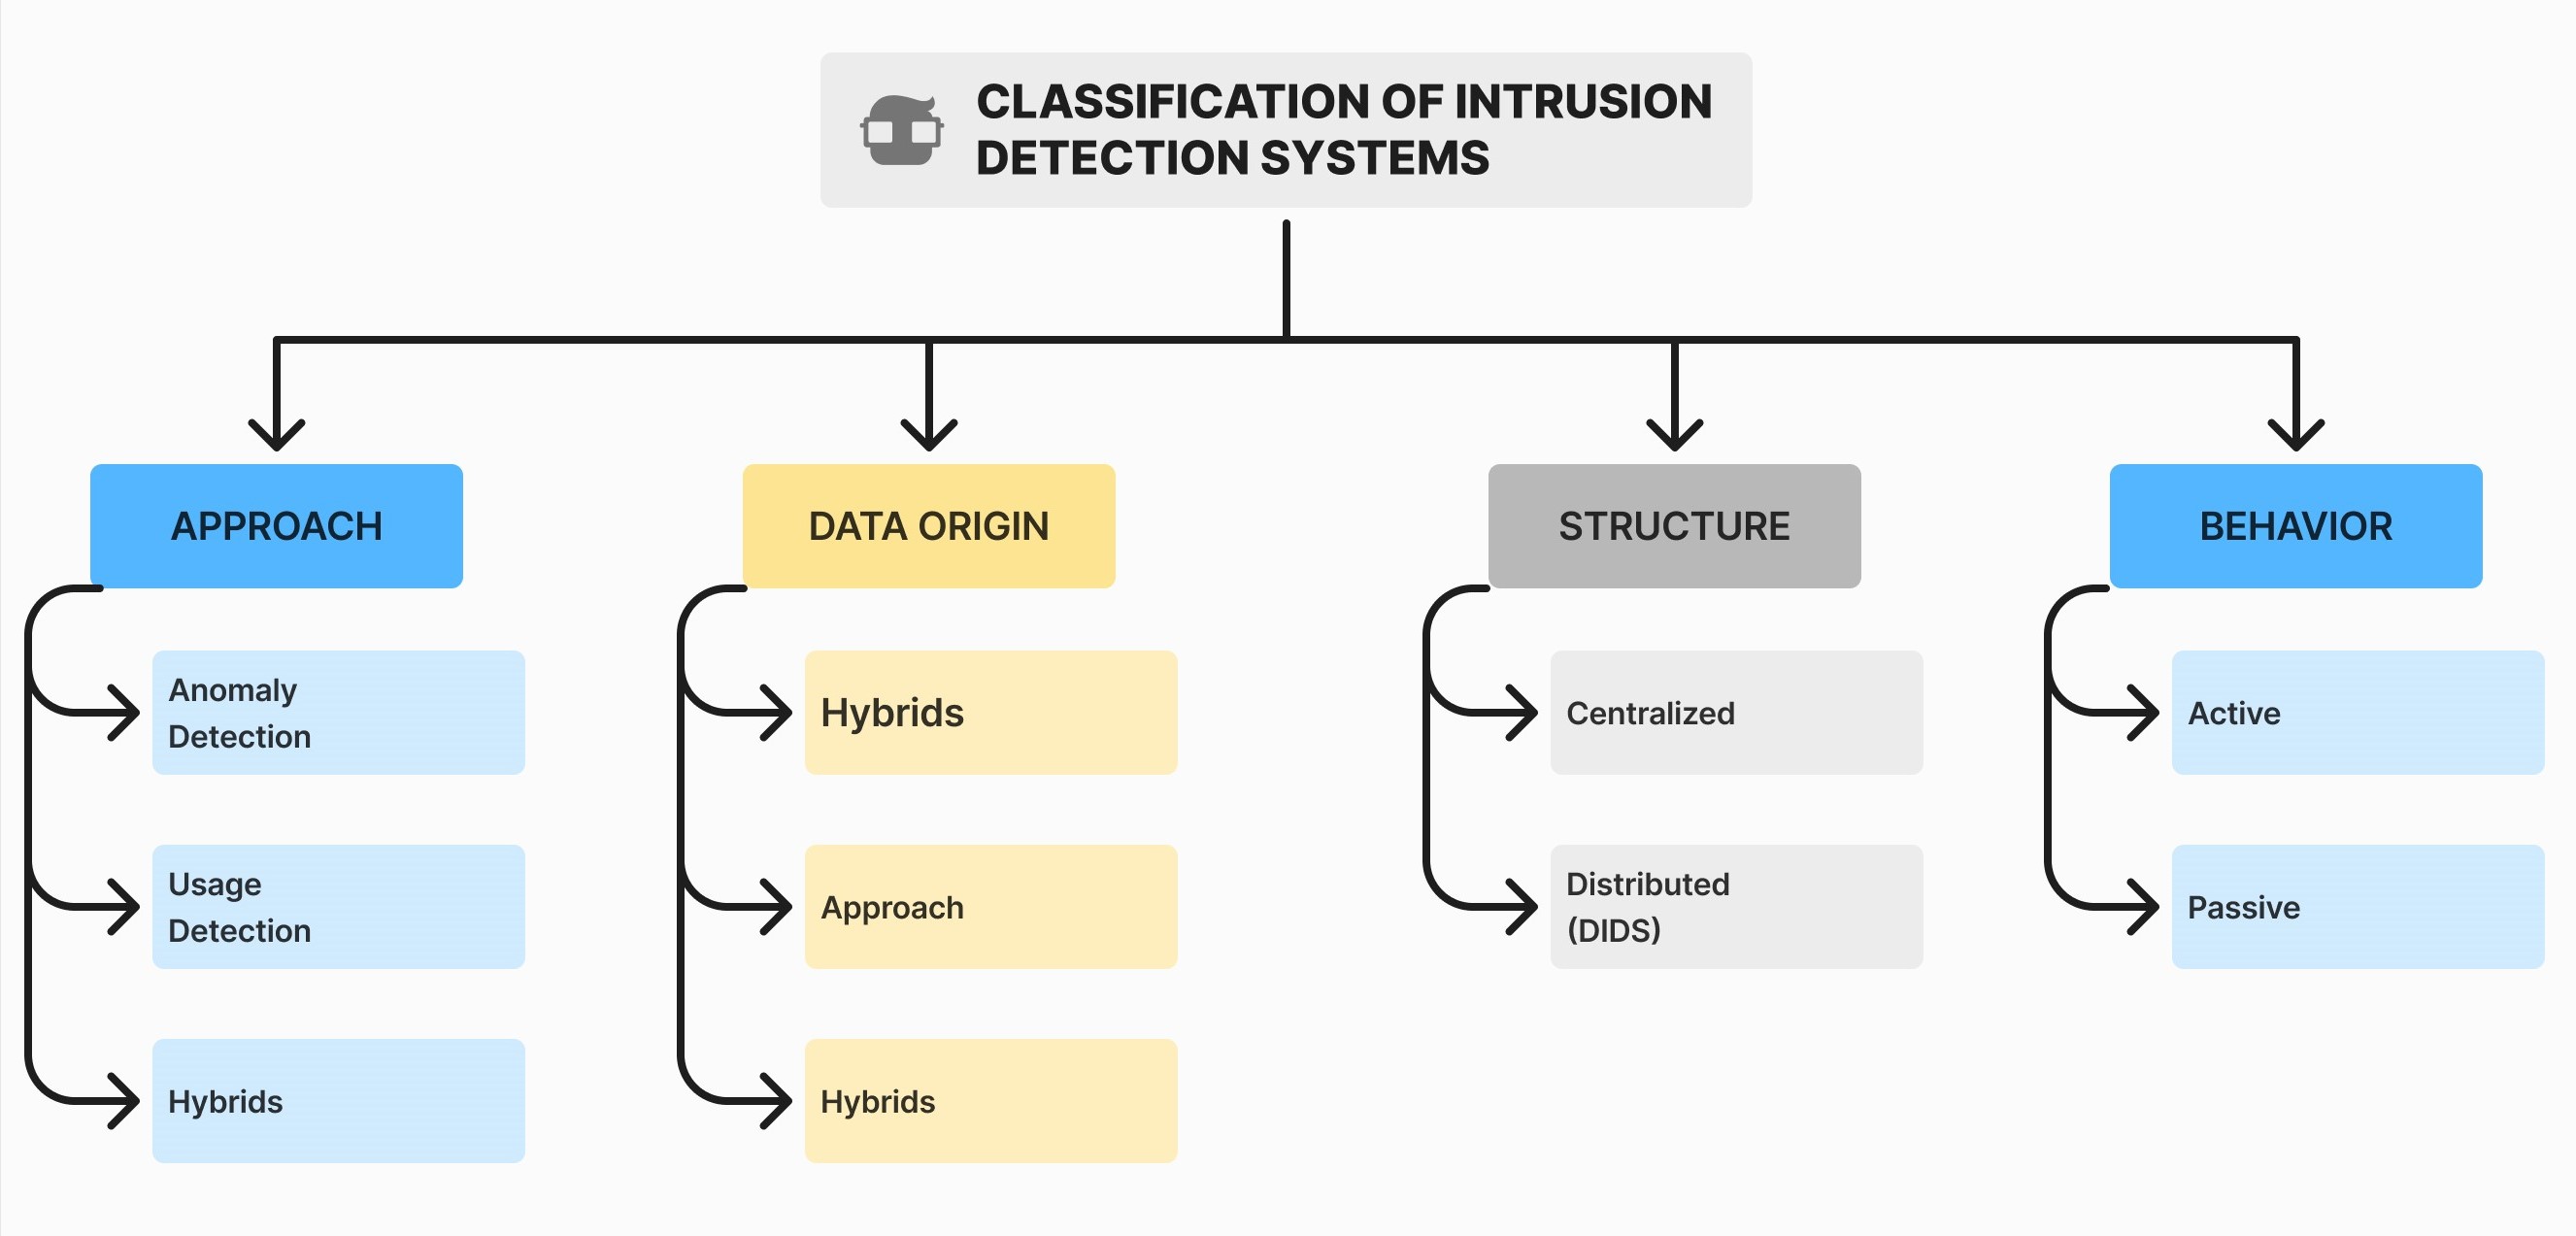 CLASSIFICATION OF INTRUSION
DETECTION SYSTEMS
APPROACH
Anomaly
Detection
Usage
Detection
Hybrids
DATA ORIGIN
Hybrids
Approach
Hybrids
STRUCTURE
Centralized
Distributed
(DIDS)
BEHAVIOR
Active
Passive